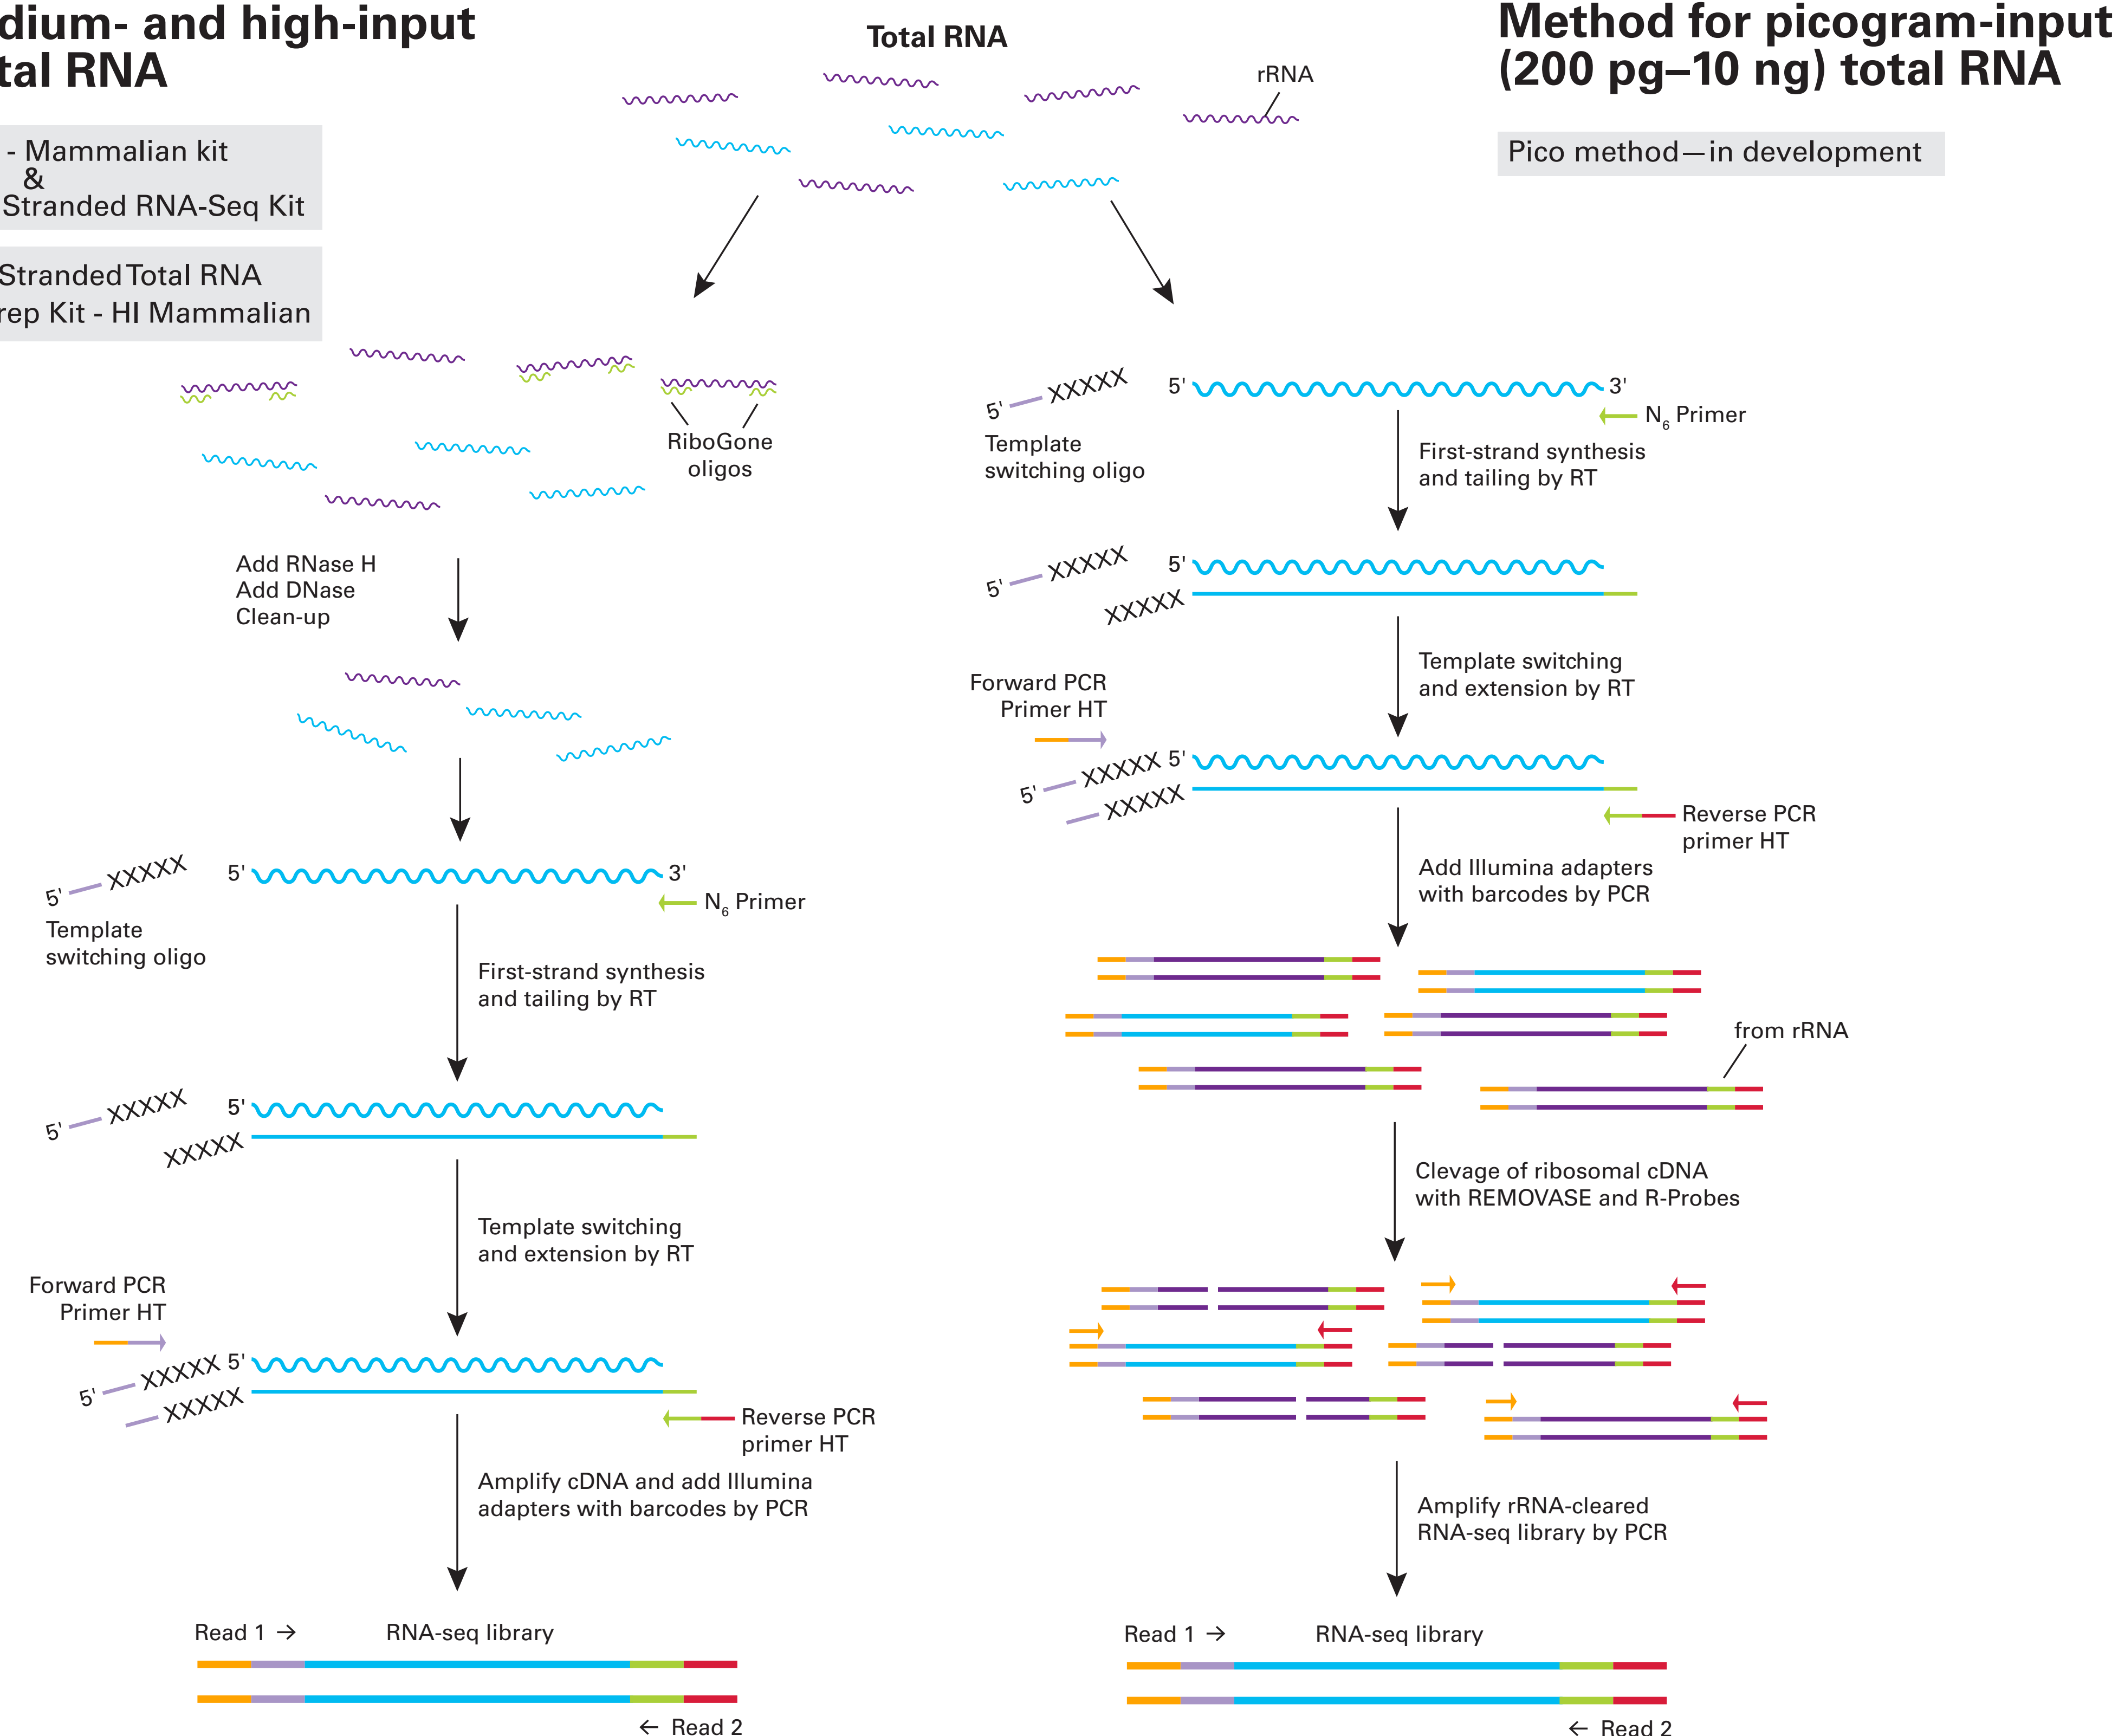 dium- and high-input
tal RNA
- Mammalian kit
&
Stranded RNA-Seq Kit
Stranded Total RNA
rep Kit - HI Mammalian
Total RNA
rRNA
Method for picogram-input
(200 pg–10 ng) total RNA
Pico method—in development
RiboGone
oligos
Add RNase H
Add DNase
Clean-up
5' XXXXX 5' 3'
N6 Primer
Template
switching oligo
First-strand synthesis
and tailing by RT
5' XXXXX 5'
XXXXX
Template switching
and extension by RT
Forward PCR
Primer HT
5' XXXXX 5'
XXXXX
Reverse PCR
primer HT
Amplify cDNA and add Illumina
adapters with barcodes by PCR
Read 1 → RNA-seq library
← Read 2
5' XXXXX 5' 3'
N6 Primer
Template
switching oligo
First-strand synthesis
and tailing by RT
5' XXXXX 5'
XXXXX
Template switching
and extension by RT
Forward PCR
Primer HT
5' XXXXX 5'
XXXXX
Reverse PCR
primer HT
Add Illumina adapters
with barcodes by PCR
from rRNA
Clevage of ribosomal cDNA
with REMOVASE and R-Probes
Amplify rRNA-cleared
RNA-seq library by PCR
Read 1 → RNA-seq library
← Read 2